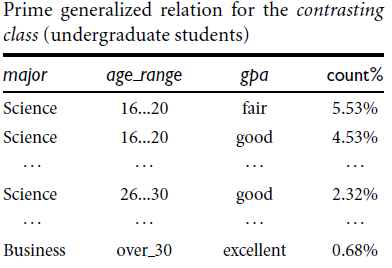 Prime generalized relation for the contrasting
class (undergraduate students)
major age_range gpa count%
Science 16...20 fair 5.53%
Science 16...20 good 4.53%
... ... ... ...
Science 26...30 good 2.32%
... ... ... ...
Business over_30 excellent 0.68%